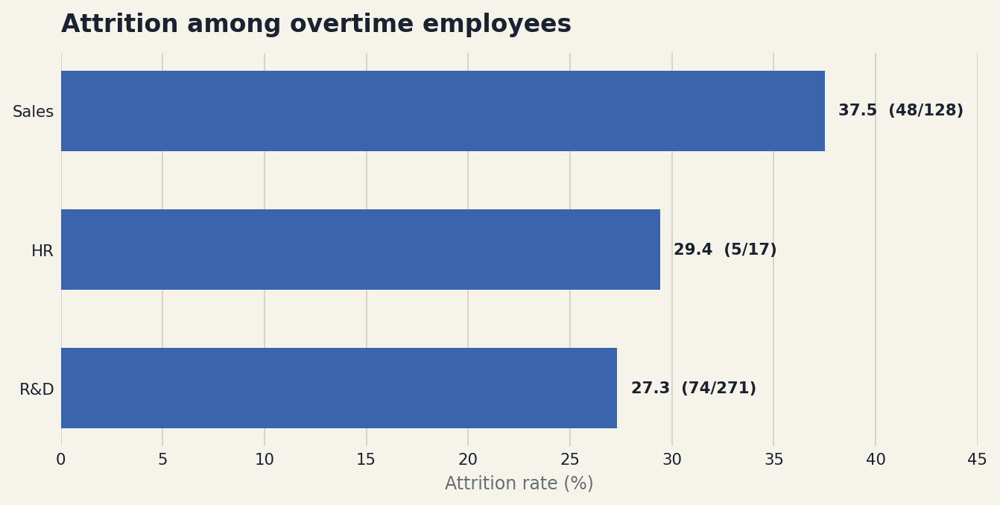 Attrition among overtime employees
Sales
37.5 (48/128)
HR
29.4 (5/17)
R&D
27.3 (74/271)
0 5 10 15 20 25 30 35 40 45
Attrition rate (%)